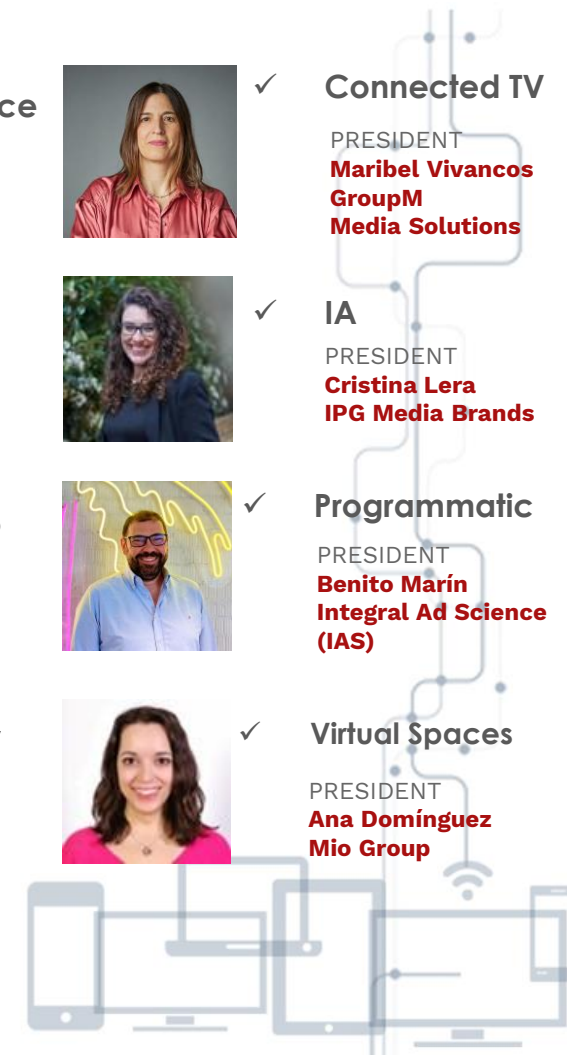 ce
✓ Connected TV
PRESIDENT
Maribel Vivancos
GroupM
Media Solutions
✓ IA
PRESIDENT
Cristina Lera
IPG Media Brands
✓ Programmatic
PRESIDENT
Benito Marín
Integral Ad Science
(IAS)
✓ Virtual Spaces
PRESIDENT
Ana Domínguez
Mio Group